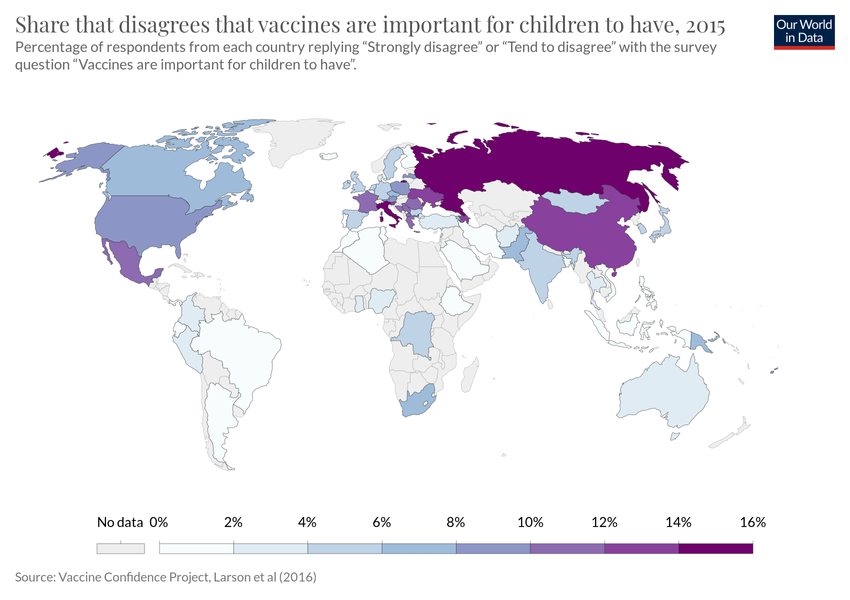 Share that disagrees that vaccines are important for children to have, 2015
Our World
in Data
Percentage of respondents from each country replying “Strongly disagree” or “Tend to disagree” with the survey
question “Vaccines are important for children to have”.
No data 0% 2% 4% 6% 8% 10% 12% 14% 16%
Source: Vaccine Confidence Project, Larson et al (2016)